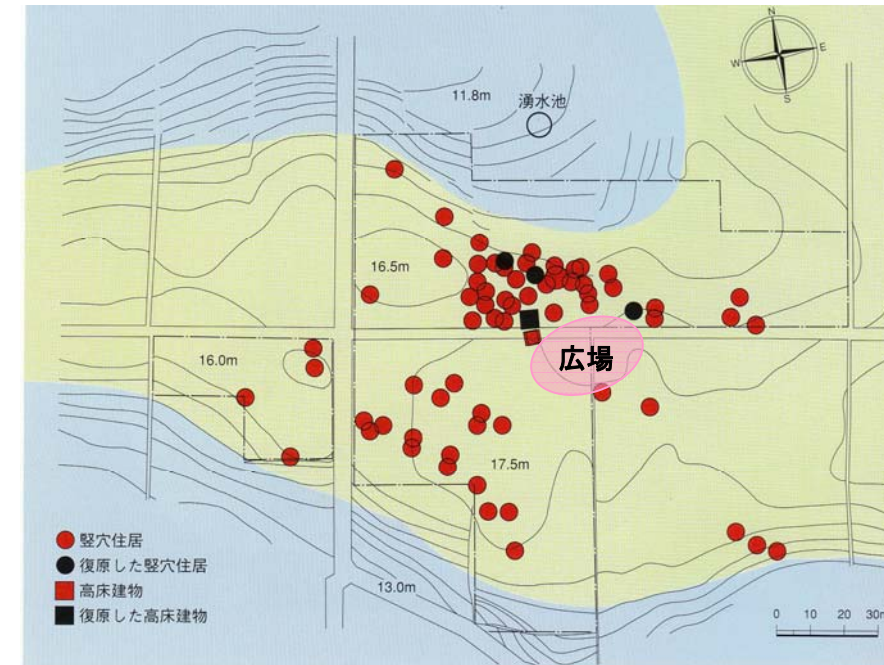 N
E
W
S
11.8m
湧水池
16.5m
16.0m
広場
17.5m
13.0m
竪穴住居
復原した竪穴住居
高床建物
復原した高床建物
0 10 20 30m